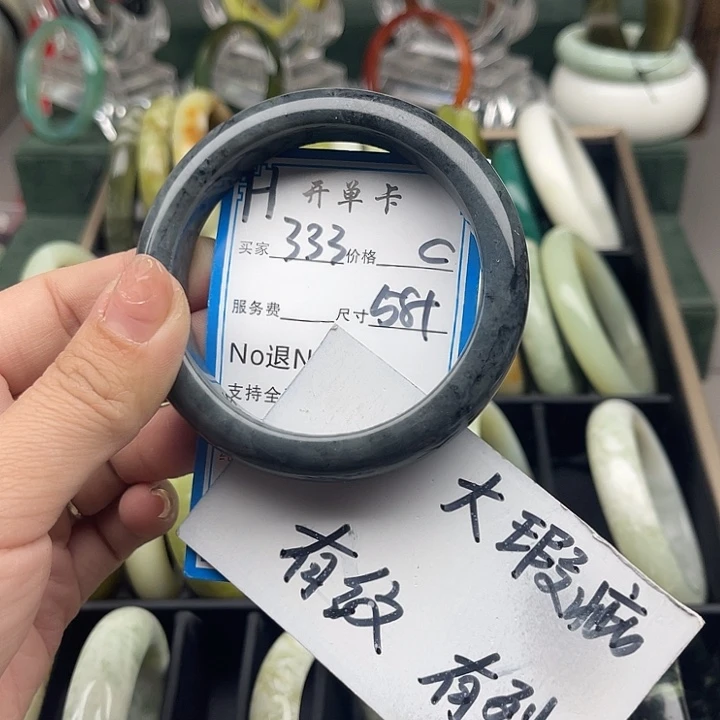 H 开单卡
买家 333 价格 C
服务费 尺寸 58+
No退N
支持全
大瑕疵
有纹
有裂